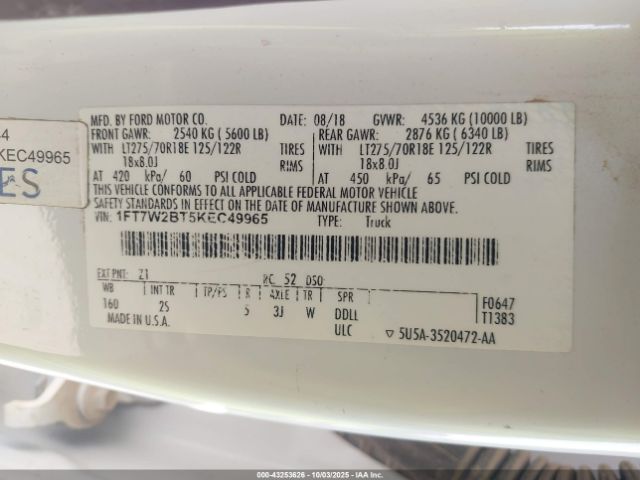 4
KEC49965
ES
MFD. BY FORD MOTOR CO. DATE: 08/18 GVWR: 4536 KG (10000 LB)
FRONT GAWR: 2540 KG ( 5600 LB) REAR GAWR: 2876 KG ( 6340 LB)
WITH LT275/70R18E 125/122R TIRES WITH LT275/70R18E 125/122R TIRES
18x8.0J RIMS 18x8.0J RIMS
AT 420 kPa/ 60 PSI COLD AT 450 kPa/ 65 PSI COLD
THIS VEHICLE CONFORMS TO ALL APPLICABLE FEDERAL MOTOR VEHICLE
SAFETY STANDARDS IN EFFECT ON THE DATE OF MANUFACTURE SHOWN ABOVE.
VIN: 1FT7W2BT5KEC49965 TYPE: Truck
EXT PNT: Z1 RC: 52 DSO:
WB INT TR TP/PS R AXLE TR SPR F0647
160 2S 5 3J W DDLL T1383
MADE IN U.S.A. ULC ▽ 5U5A-3520472-AA
000-43253626 - 10/03/2025 - IAA Inc.